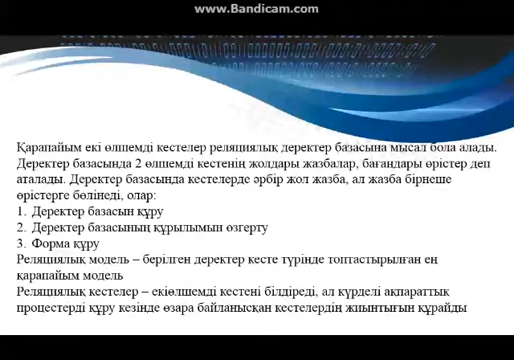 www.Bandicam.com
Қарапайым екі өлшемді кестелер реляциялық деректер базасына мысал бола алады.
Деректер базасында 2 өлшемді кестенің жолдары жазбалар, бағандары өрістер деп
аталады. Деректер базасында кестелерде әрбір жол жазба, ал жазба бірнеше
өрістерге бөлінеді, олар:
1. Деректер базасын құру
2. Деректер базасының құрылымын өзгерту
3. Форма құру
Реляциялық модель – берілген деректер кесте түрінде топтастырылған ең
қарапайым модель
Реляциялық кестелер – екіөлшемді кестені білдіреді, ал күрделі ақпараттық
процестерді құру кезінде өзара байланысқан кестелердің жиынтығын құрайды